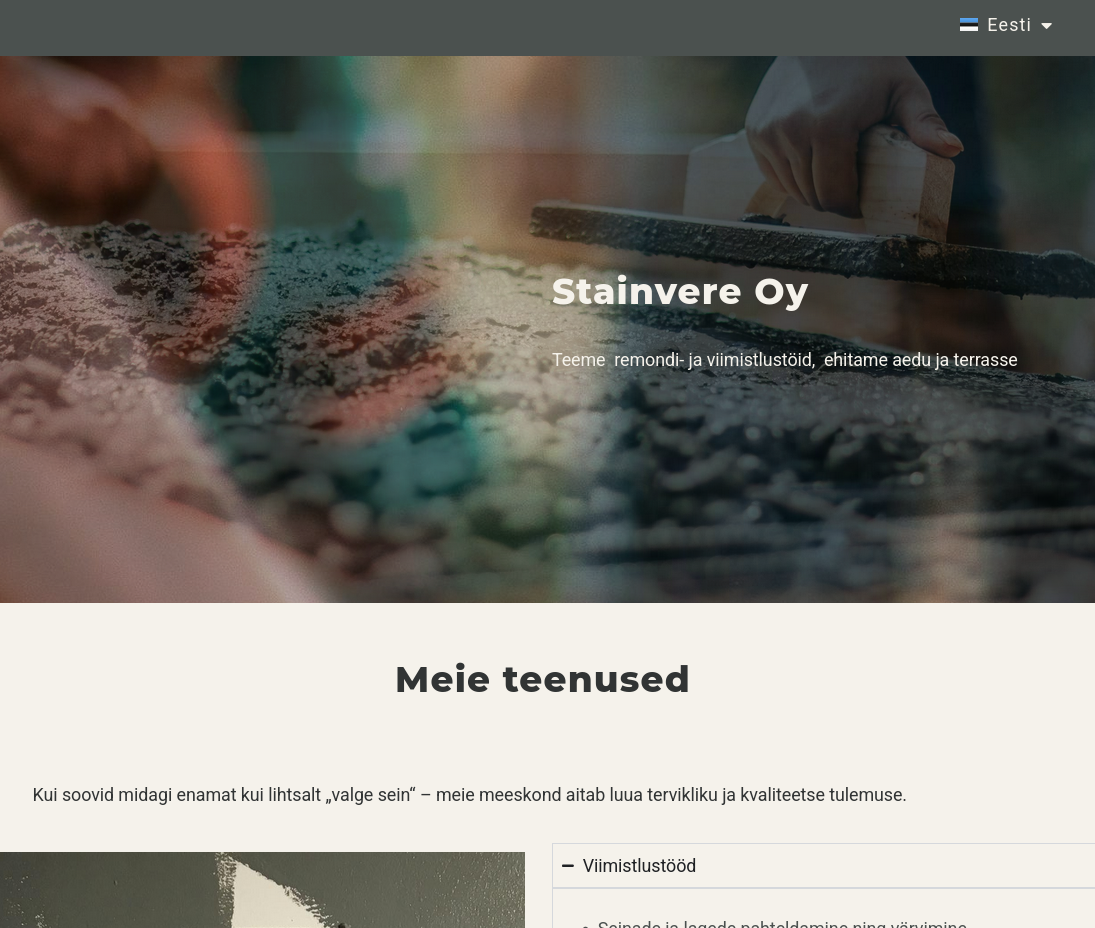 Eesti
Stainvere Oy
Teeme remondi- ja viimistlustöid, ehitame aedu ja terrasse
Meie teenused
Kui soovid midagi enamat kui lihtsalt „valge sein“ – meie meeskond aitab luua tervikliku ja kvaliteetse tulemuse.
Viimistlustööd
Seinade ja lagede pahteldamine ning värvimine